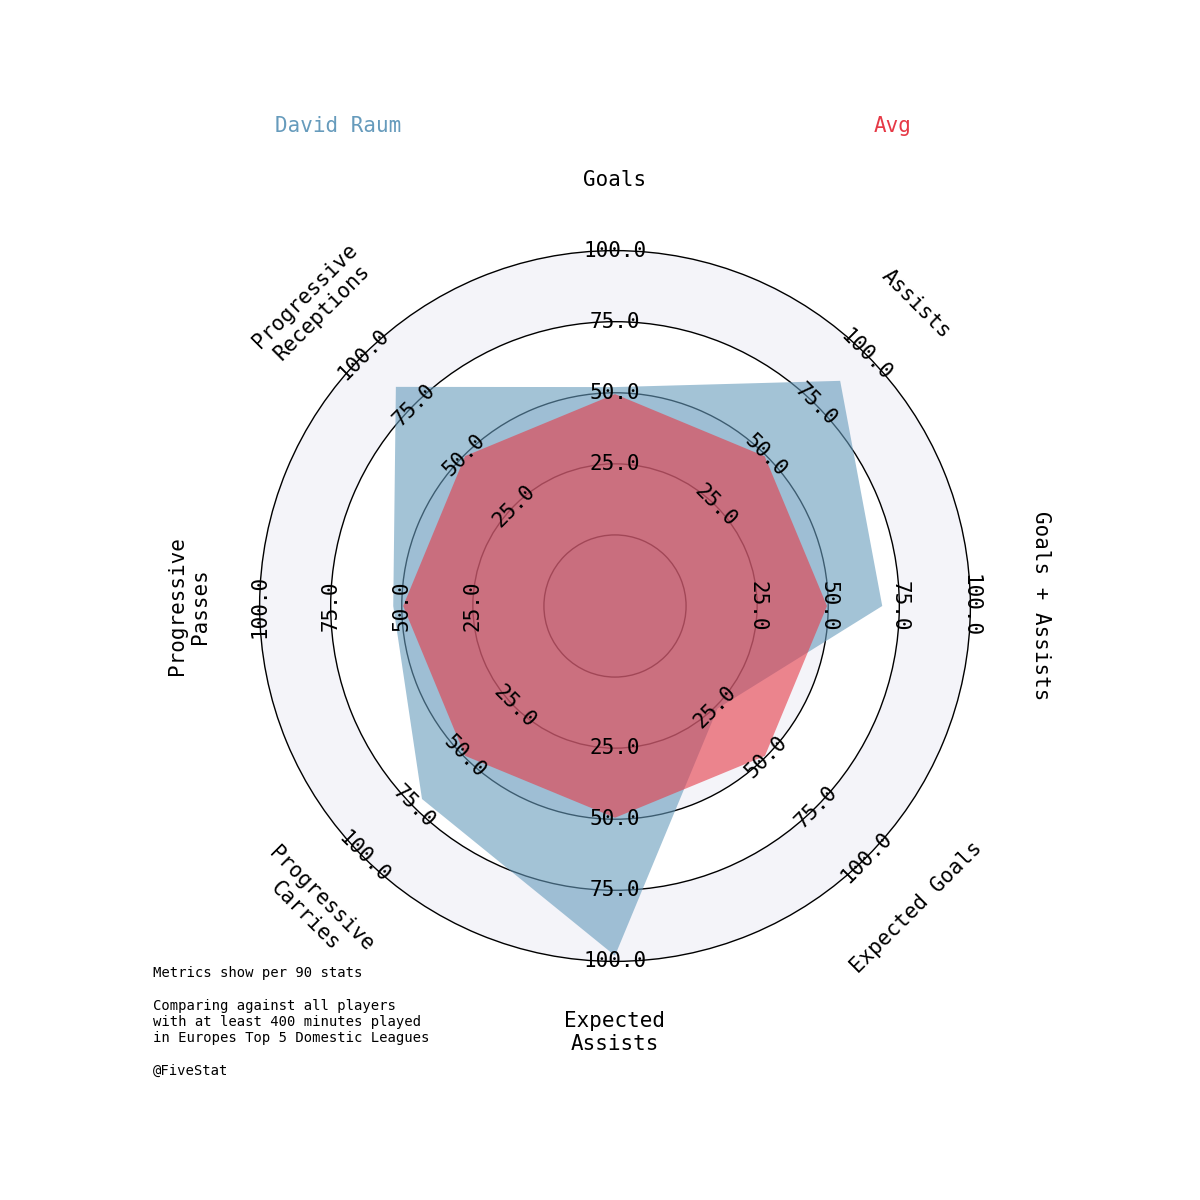 David Raum
Avg
Goals
Assists
Goals + Assists
Expected Goals
Expected
Assists
Progressive
Carries
Progressive
Passes
Progressive
Receptions
25.0
50.0
75.0
100.0
25.0
50.0
75.0
100.0
25.0
50.0
75.0
100.0
25.0
50.0
75.0
100.0
25.0
50.0
75.0
100.0
25.0
50.0
75.0
100.0
25.0
50.0
75.0
100.0
25.0
50.0
75.0
100.0
Metrics show per 90 stats
Comparing against all players
with at least 400 minutes played
in Europes Top 5 Domestic Leagues
@FiveStat